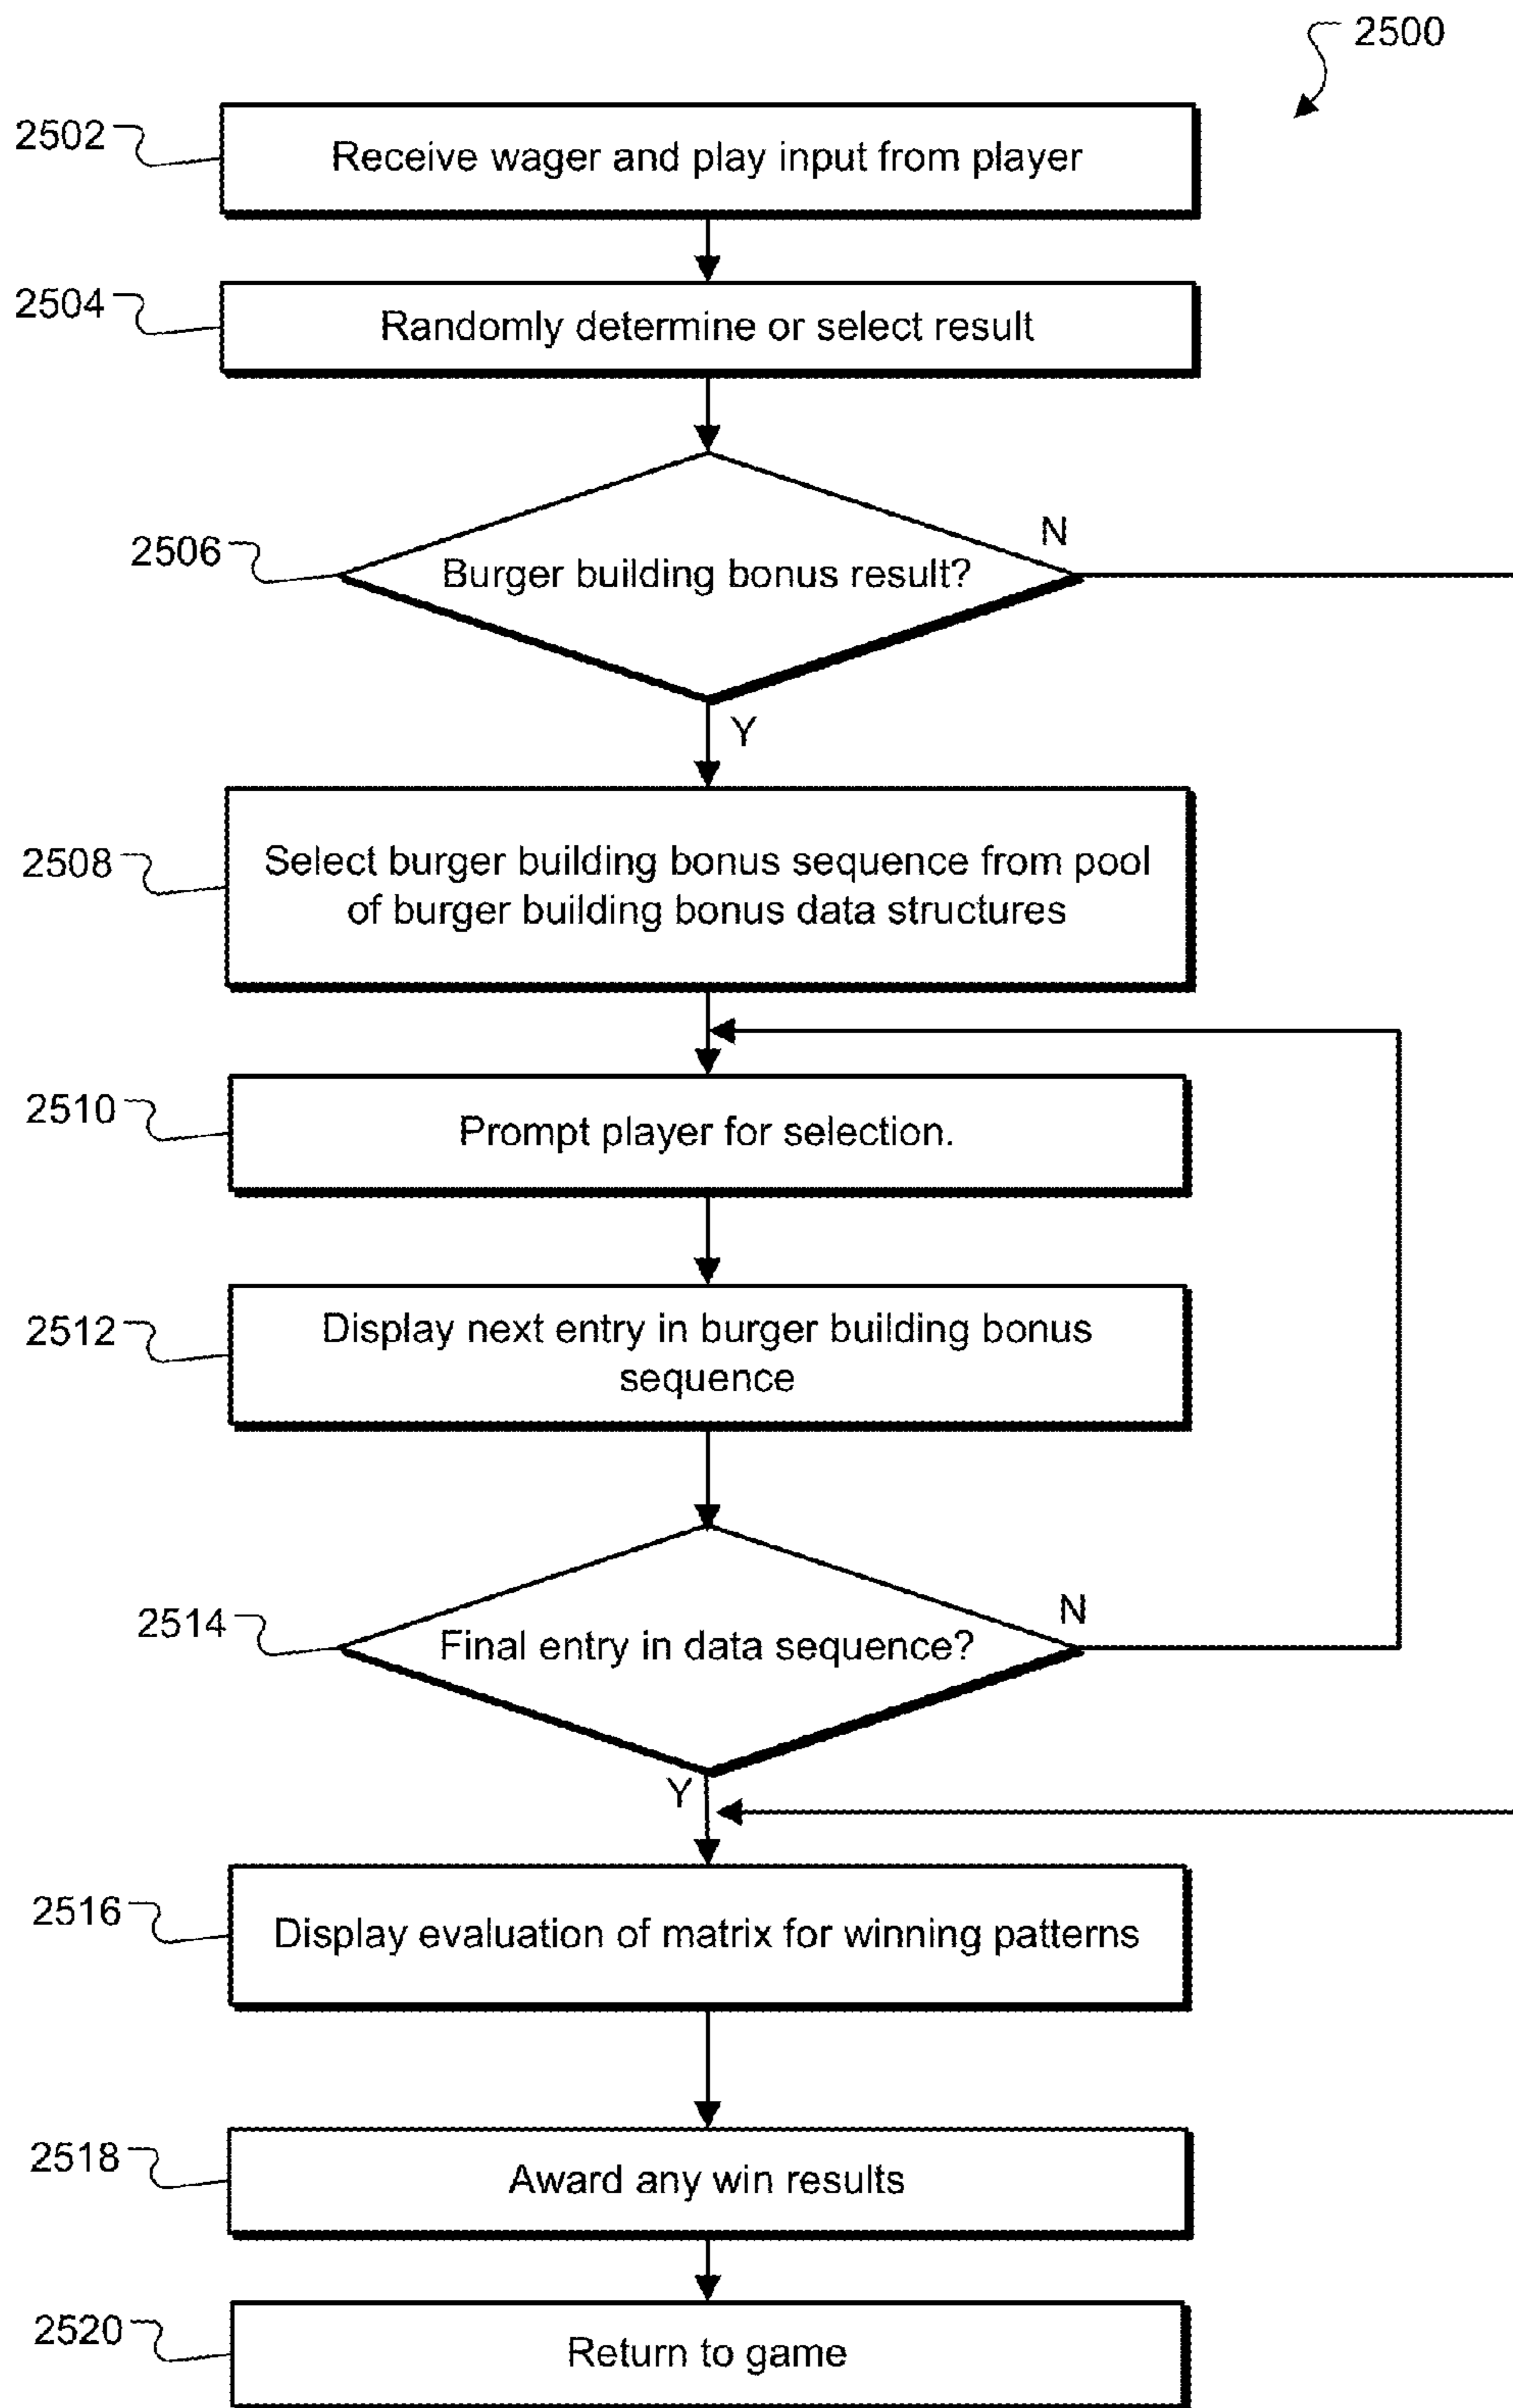 2500
2502
Receive wager and play input from player
2504
Randomly determine or select result
2506
Burger building bonus result?
N
Y
2508
Select burger building bonus sequence from pool
of burger building bonus data structures
2510
Prompt player for selection.
2512
Display next entry in burger building bonus
sequence
2514
Final entry in data sequence?
N
Y
2516
Display evaluation of matrix for winning patterns
2518
Award any win results
2520
Return to game